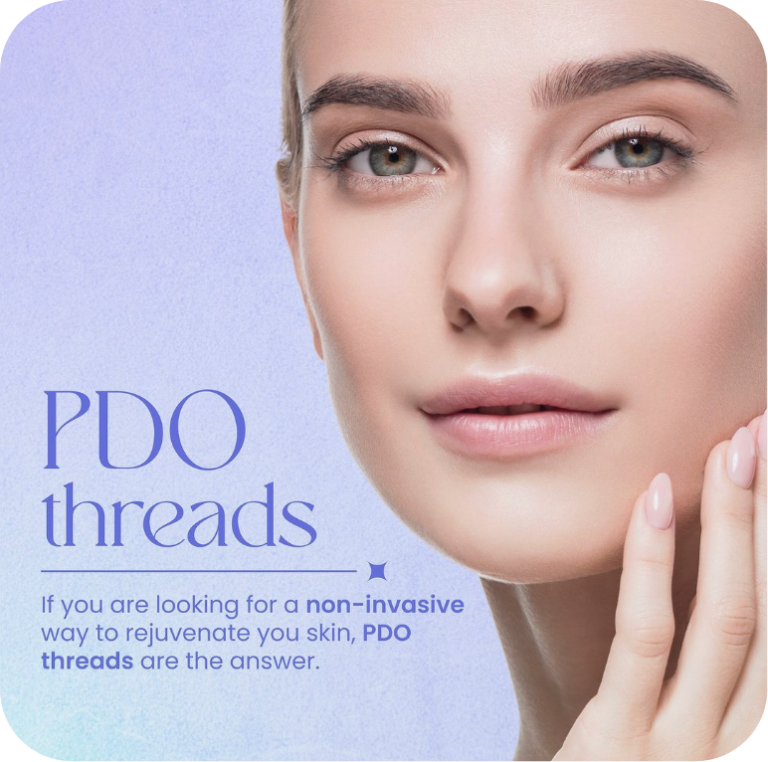 PDO
threads
If you are looking for a non-invasive
way to rejuvenate you skin, PDO
threads are the answer.